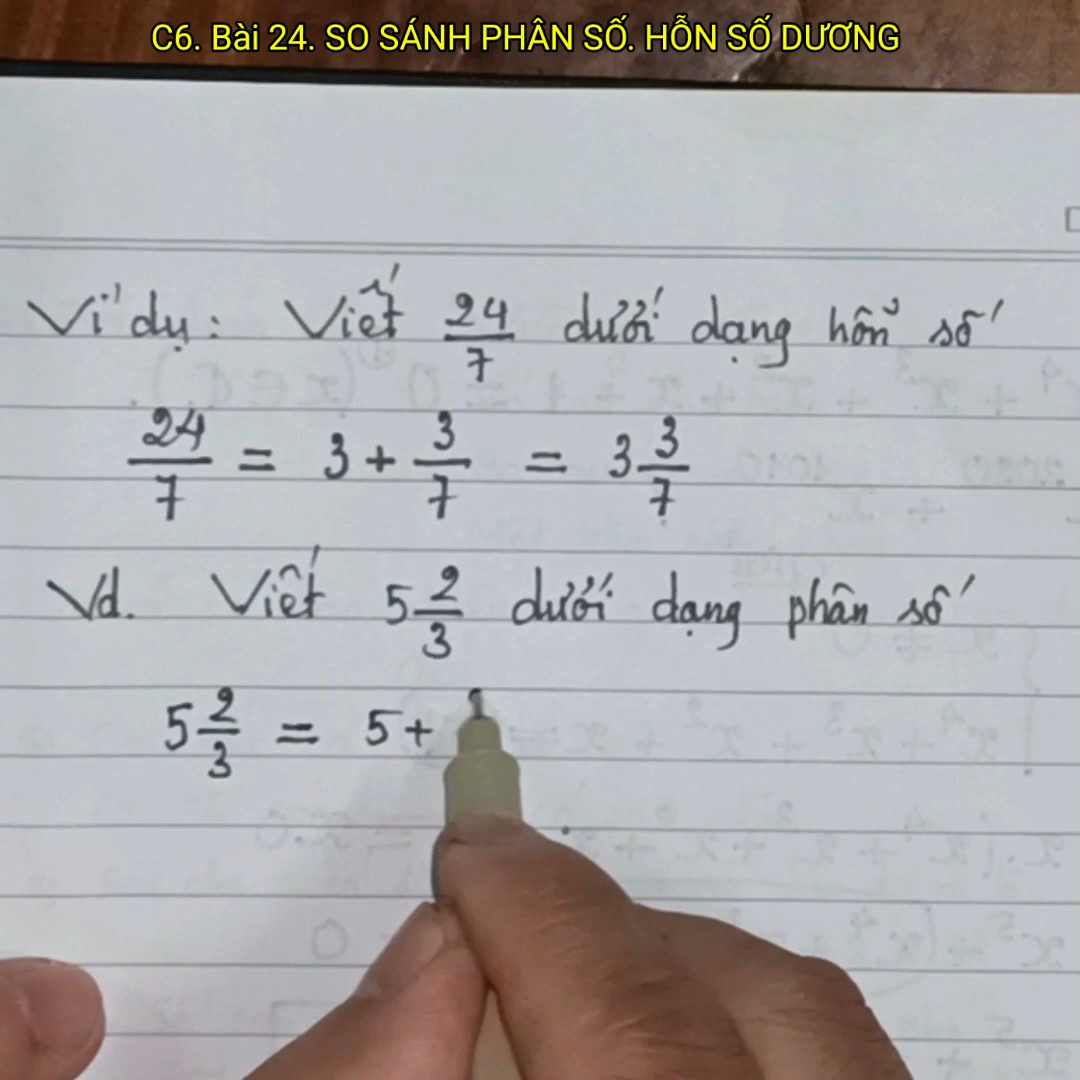 C6. Bài 24. SO SÁNH PHÂN SỐ. HỖN SỐ DƯƠNG
Ví dụ: Viết 24/7 dưới dạng hỗn số
24/7 = 3 + 3/7 = 3 3/7
Vd. Viết 5 2/3 dưới dạng phân số
5 2/3 = 5 +